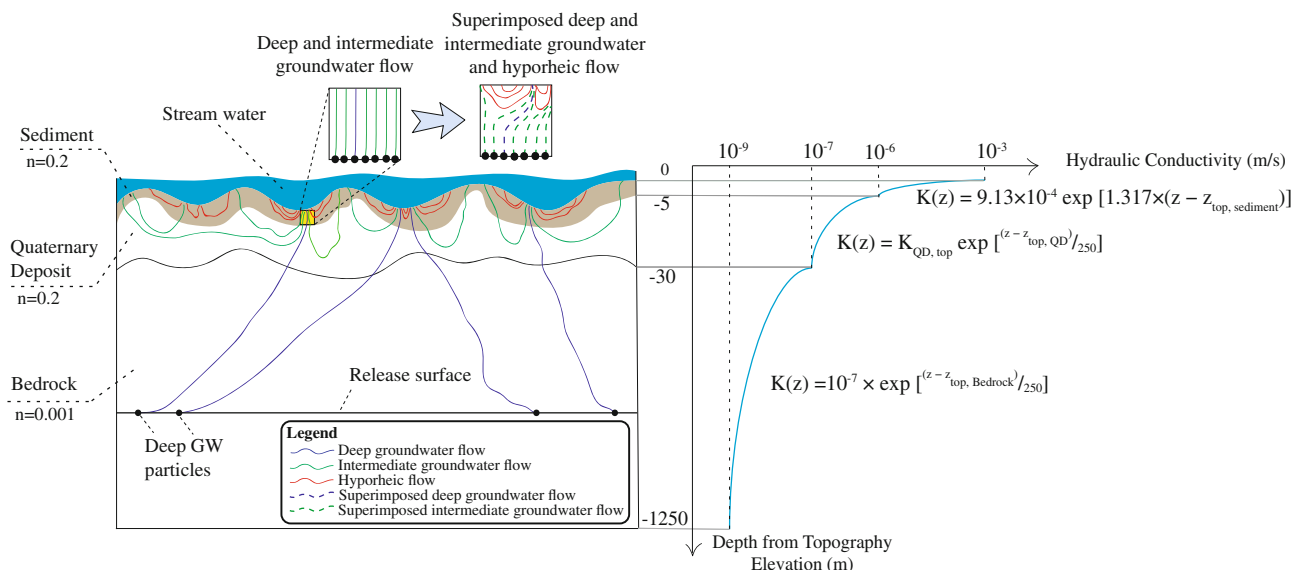 Deep and intermediate
groundwater flow
Superimposed deep and
intermediate groundwater
and hyporheic flow
Stream water
Sediment
n=0.2
Quaternary
Deposit
n=0.2
Bedrock
n=0.001
Release surface
Deep GW
particles
Legend
Deep groundwater flow
Intermediate groundwater flow
Hyporheic flow
Superimposed deep groundwater flow
Superimposed intermediate groundwater flow
10⁻⁹ 10⁻⁷ 10⁻⁶ 10⁻³
Hydraulic Conductivity (m/s)
0
-5
-30
-1250
K(z) = 9.13×10⁻⁴ exp [1.317×(z − z_top, sediment)]
K(z) = K_QD, top exp [(z − z_top, QD)/250]
K(z) =10⁻⁷ × exp [(z − z_top, Bedrock)/250]
Depth from Topography
Elevation (m)